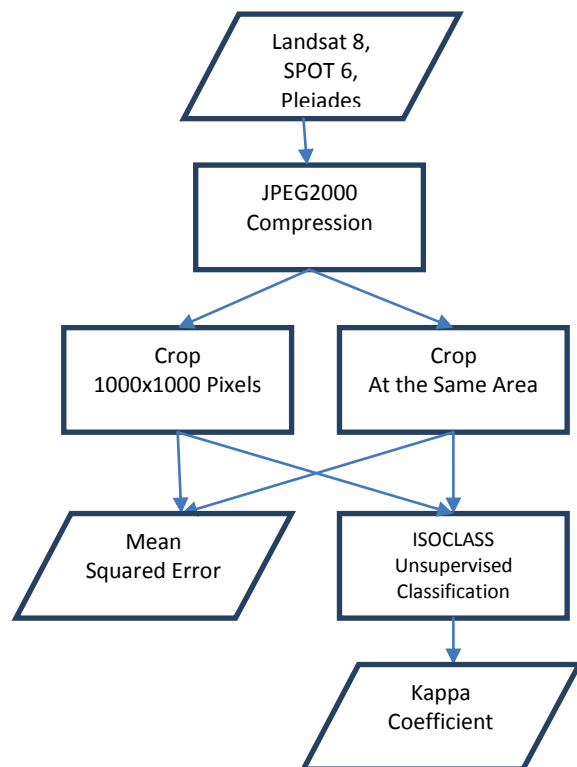 Landsat 8,
SPOT 6,
Pleiades
JPEG2000
Compression
Crop
1000x1000 Pixels
Crop
At the Same Area
Mean
Squared Error
ISOCLASS
Unsupervised
Classification
Kappa
Coefficient